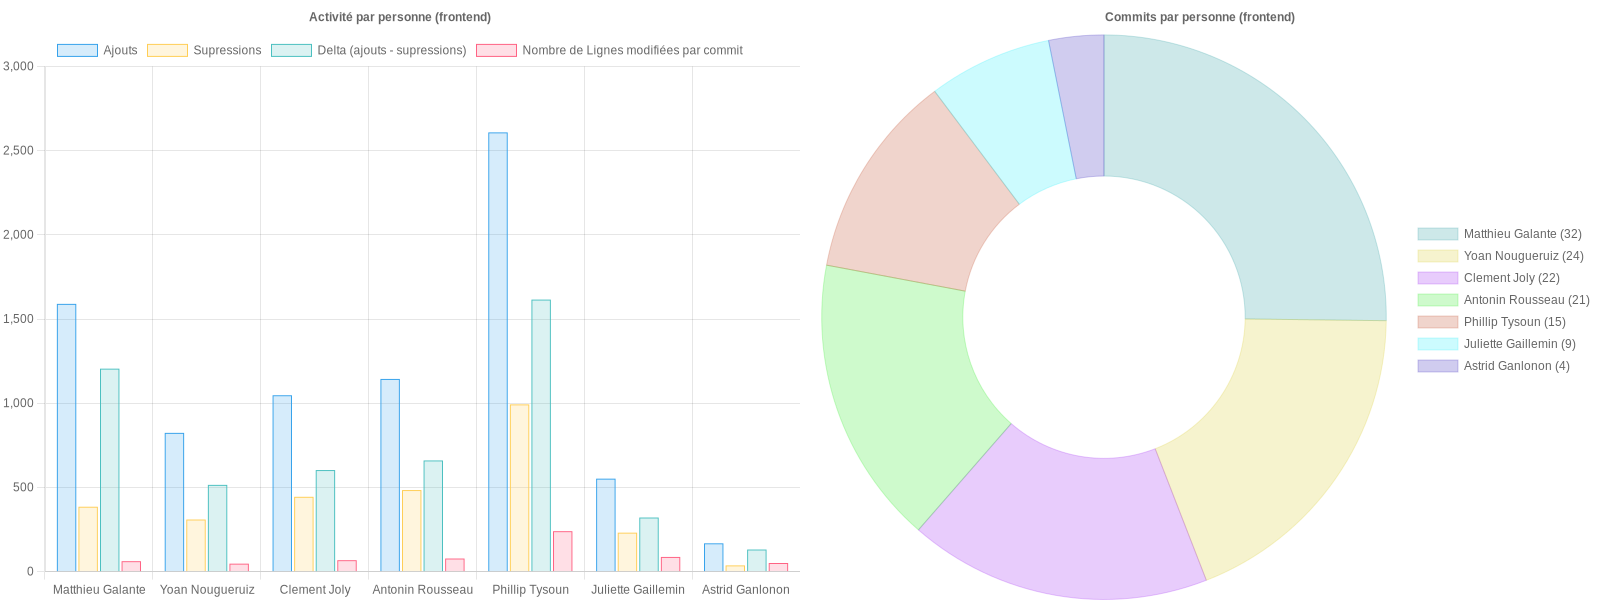 Activité par personne (frontend)
Ajouts
Supressions
Delta (ajouts - supressions)
Nombre de Lignes modifiées par commit
3,000
2,500
2,000
1,500
1,000
500
0
Matthieu Galante
Yoan Nougueruiz
Clement Joly
Antonin Rousseau
Phillip Tysoun
Juliette Gaillemin
Astrid Ganlonon
Commits par personne (frontend)
Matthieu Galante (32)
Yoan Nougueruiz (24)
Clement Joly (22)
Antonin Rousseau (21)
Phillip Tysoun (15)
Juliette Gaillemin (9)
Astrid Ganlonon (4)